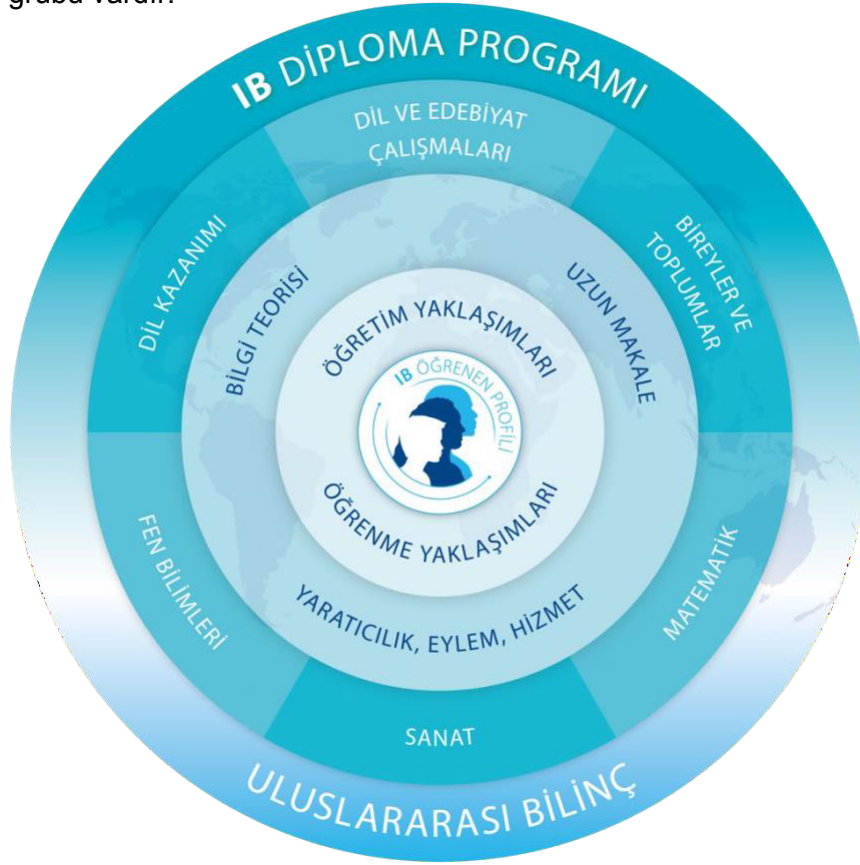 grubu vardır.
IB DİPLOMA PROGRAMI
DİL VE EDEBİYAT
ÇALIŞMALARI
DİL KAZANIMI
BİREYLER VE
TOPLUMLAR
BİLGİ TEORİSİ
UZUN MAKALE
ÖĞRETİM YAKLAŞIMLARI
IB ÖĞRENEN PROFİLİ
ÖĞRENME YAKLAŞIMLARI
FEN BİLİMLERİ
MATEMATİK
YARATICILIK, EYLEM, HİZMET
SANAT
ULUSLARARASI BİLİNÇ